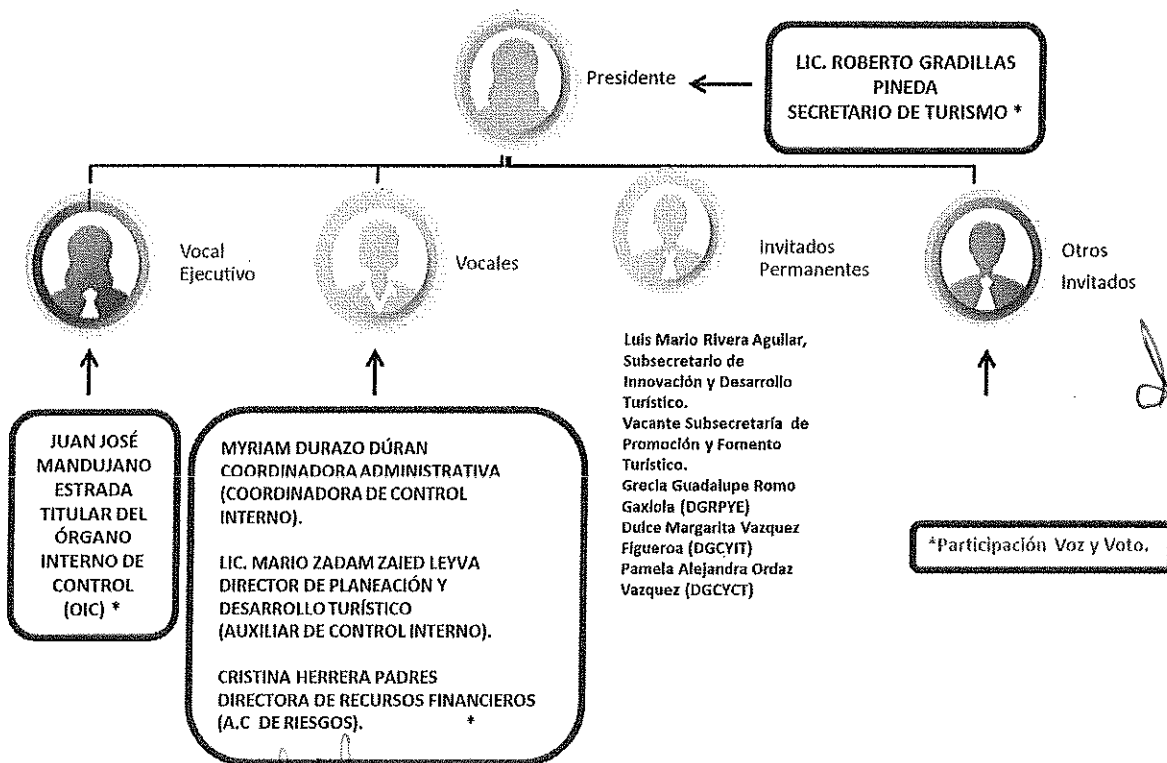 Presidente
LIC. ROBERTO GRADILLAS
PINEDA
SECRETARIO DE TURISMO *
Vocal
Ejecutivo
Vocales
Invitados
Permanentes
Otros
Invitados
JUAN JOSÉ
MANDUJANO
ESTRADA
TITULAR DEL
ÓRGANO
INTERNO DE
CONTROL
(OIC) *
MYRIAM DURAZO DÚRAN
COORDINADORA ADMINISTRATIVA
(COORDINADORA DE CONTROL
INTERNO).
LIC. MARIO ZADAM ZAIED LEYVA
DIRECTOR DE PLANEACIÓN Y
DESARROLLO TURÍSTICO
(AUXILIAR DE CONTROL INTERNO).
CRISTINA HERRERA PADRES
DIRECTORA DE RECURSOS FINANCIEROS
(A.C DE RIESGOS). *
Luis Mario Rivera Aguilar,
Subsecretario de
Innovación y Desarrollo
Turístico.
Vacante Subsecretaría de
Promoción y Fomento
Turístico.
Grecia Guadalupe Romo
Gaxiola (DGRPYE)
Dulce Margarita Vazquez
Figueroa (DGCYIT)
Pamela Alejandra Ordaz
Vazquez (DGCYCT)
*Participación Voz y Voto.